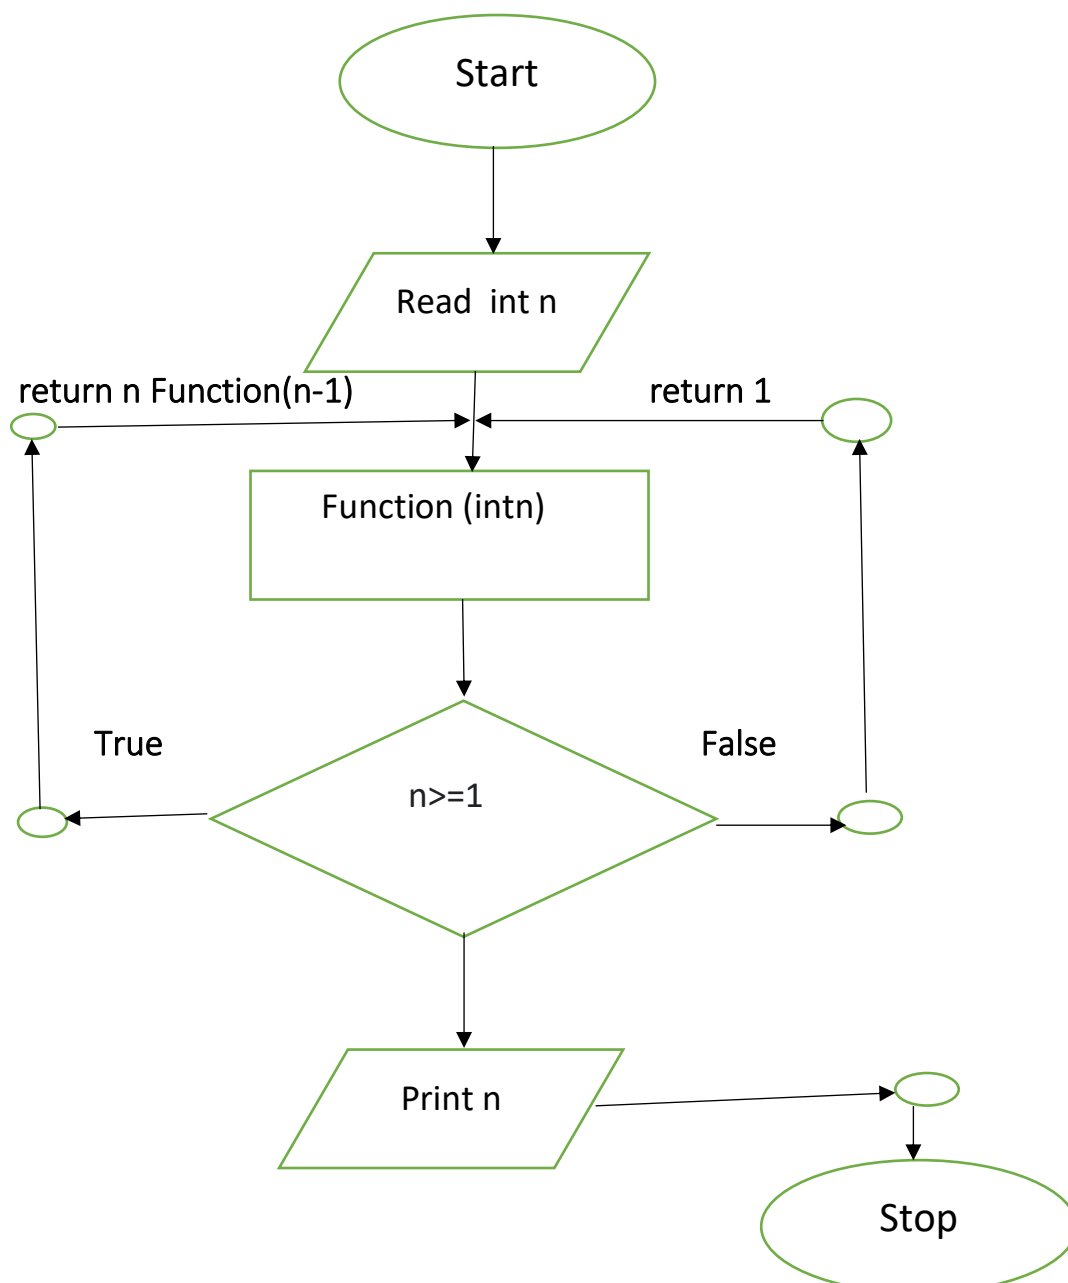 Start
Read  int n
return n Function(n-1)
return 1
Function (intn)
True
False
n>=1
Print n
Stop